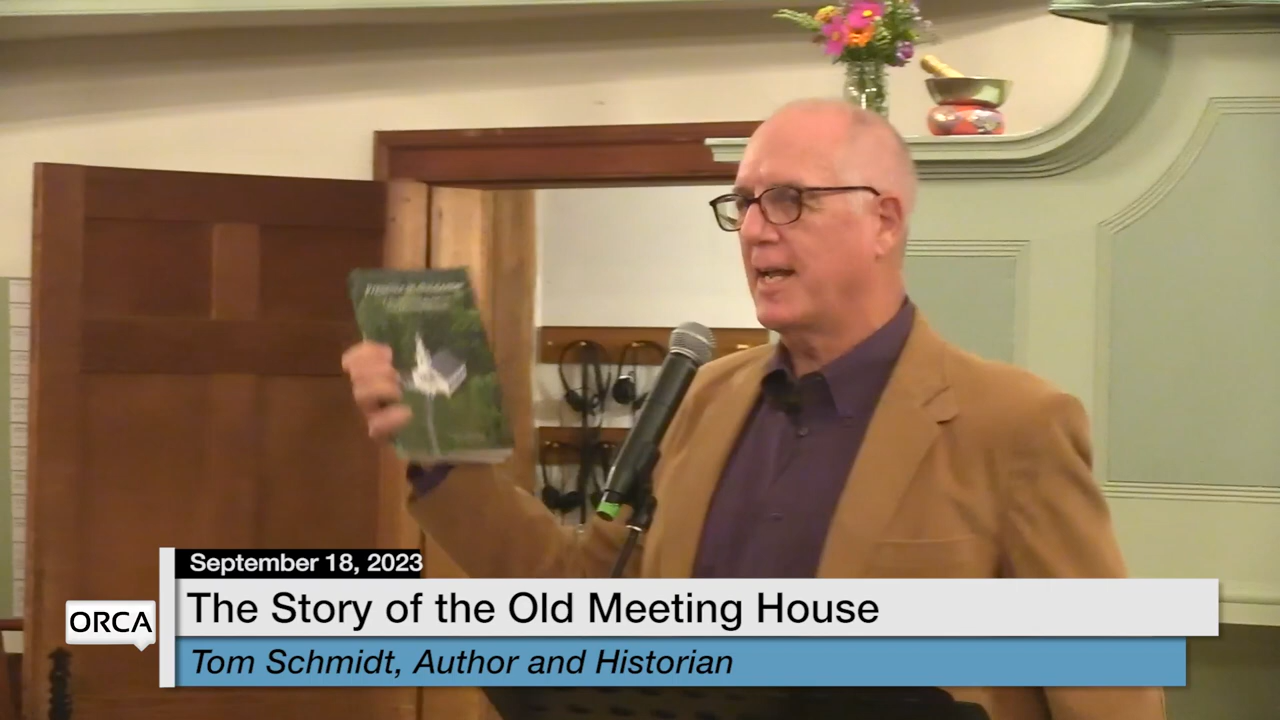 September 18, 2023
The Story of the Old Meeting House
ORCA
Tom Schmidt, Author and Historian